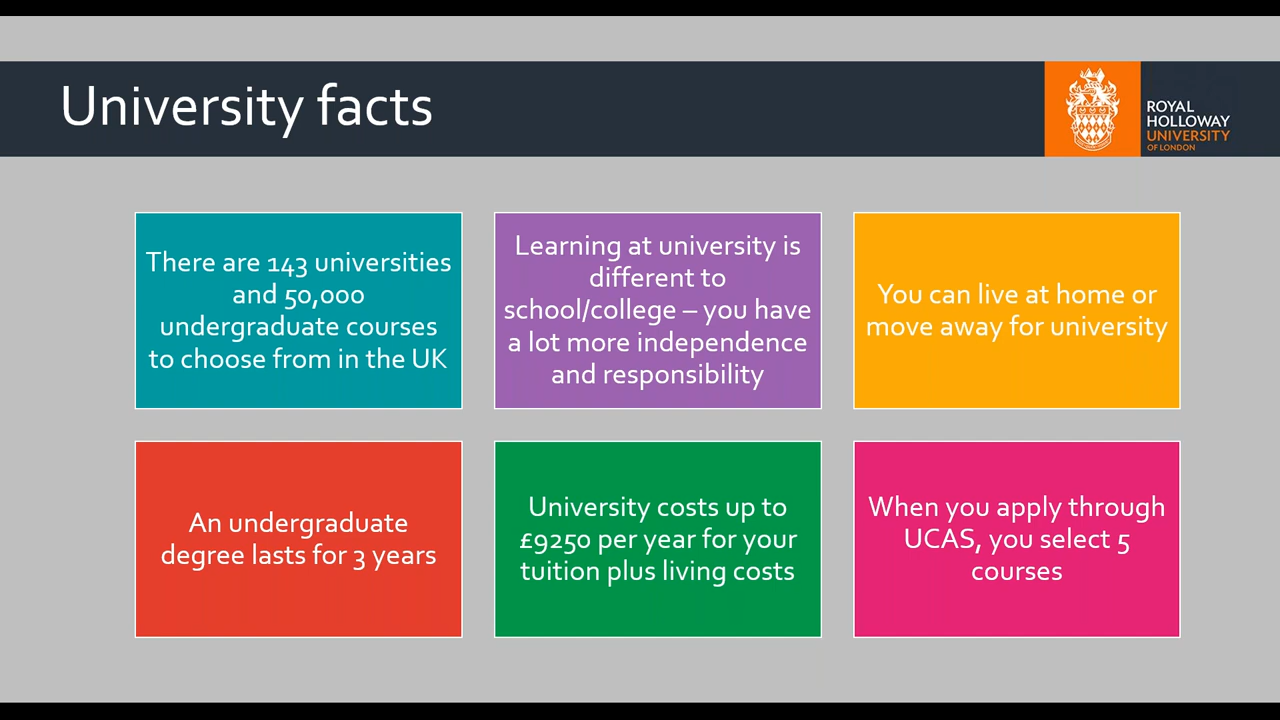 University facts
ROYAL
HOLLOWAY
UNIVERSITY
OF LONDON
There are 143 universities
and 50,000
undergraduate courses
to choose from in the UK
Learning at university is
different to
school/college – you have
a lot more independence
and responsibility
You can live at home or
move away for university
An undergraduate
degree lasts for 3 years
University costs up to
£9250 per year for your
tuition plus living costs
When you apply through
UCAS, you select 5
courses